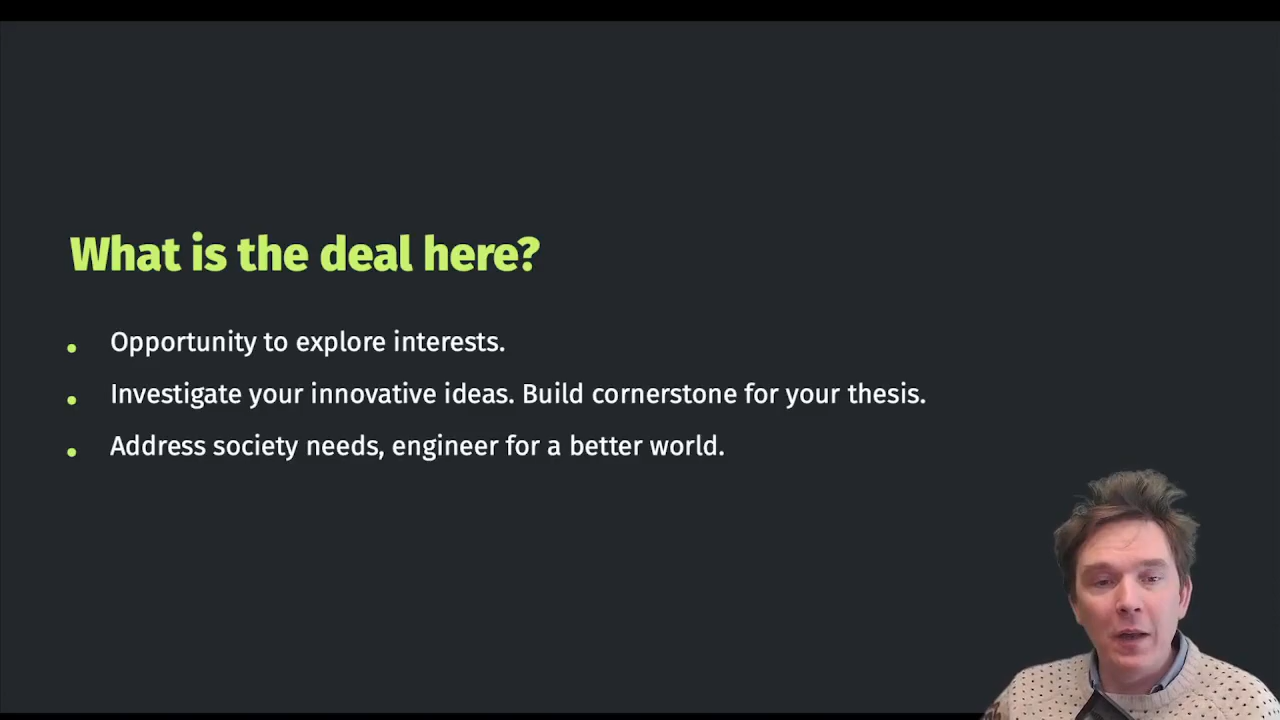 What is the deal here?
Opportunity to explore interests.
Investigate your innovative ideas. Build cornerstone for your thesis.
Address society needs, engineer for a better world.